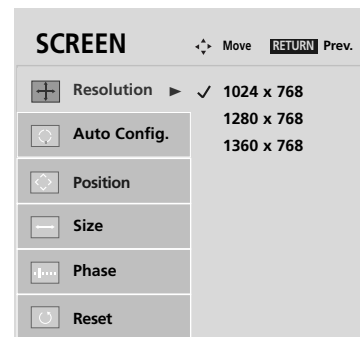 SCREEN Move RETURN Prev.
Resolution ► ✓ 1024 x 768
Auto Config. 1280 x 768
1360 x 768
Position
Size
Phase
Reset